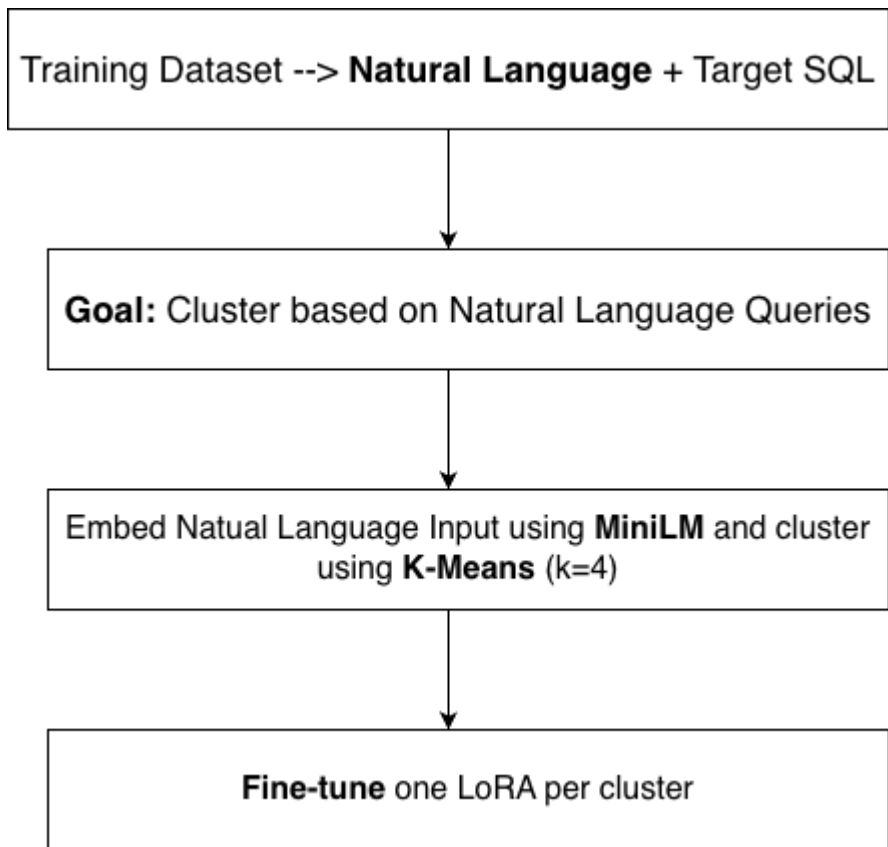 Training Dataset --> Natural Language + Target SQL
Goal: Cluster based on Natural Language Queries
Embed Natual Language Input using MiniLM and cluster
using K-Means (k=4)
Fine-tune one LoRA per cluster